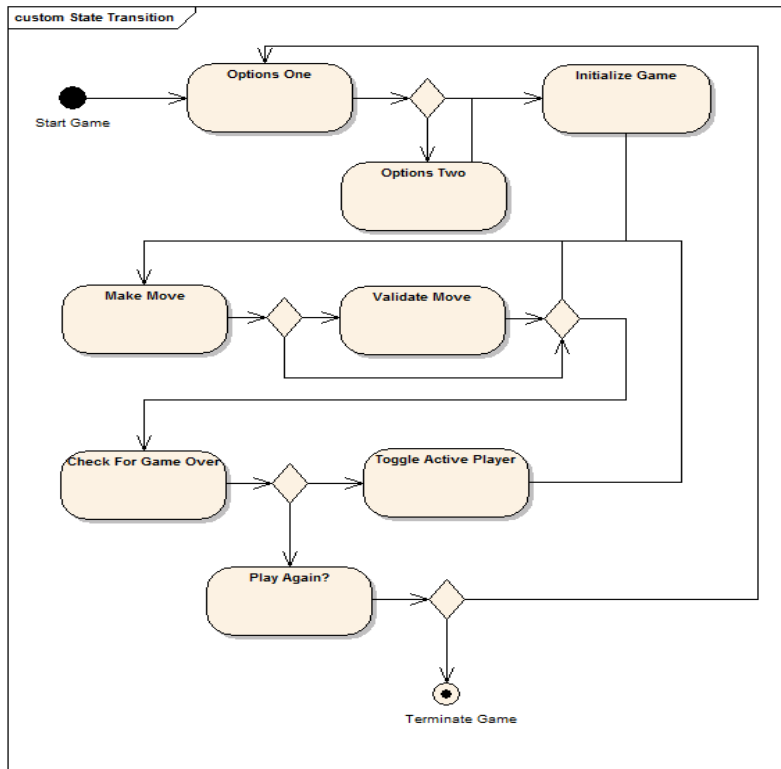 custom State Transition
Options One
Initialize Game
Start Game
Options Two
Make Move
Validate Move
Check For Game Over
Toggle Active Player
Play Again?
Terminate Game